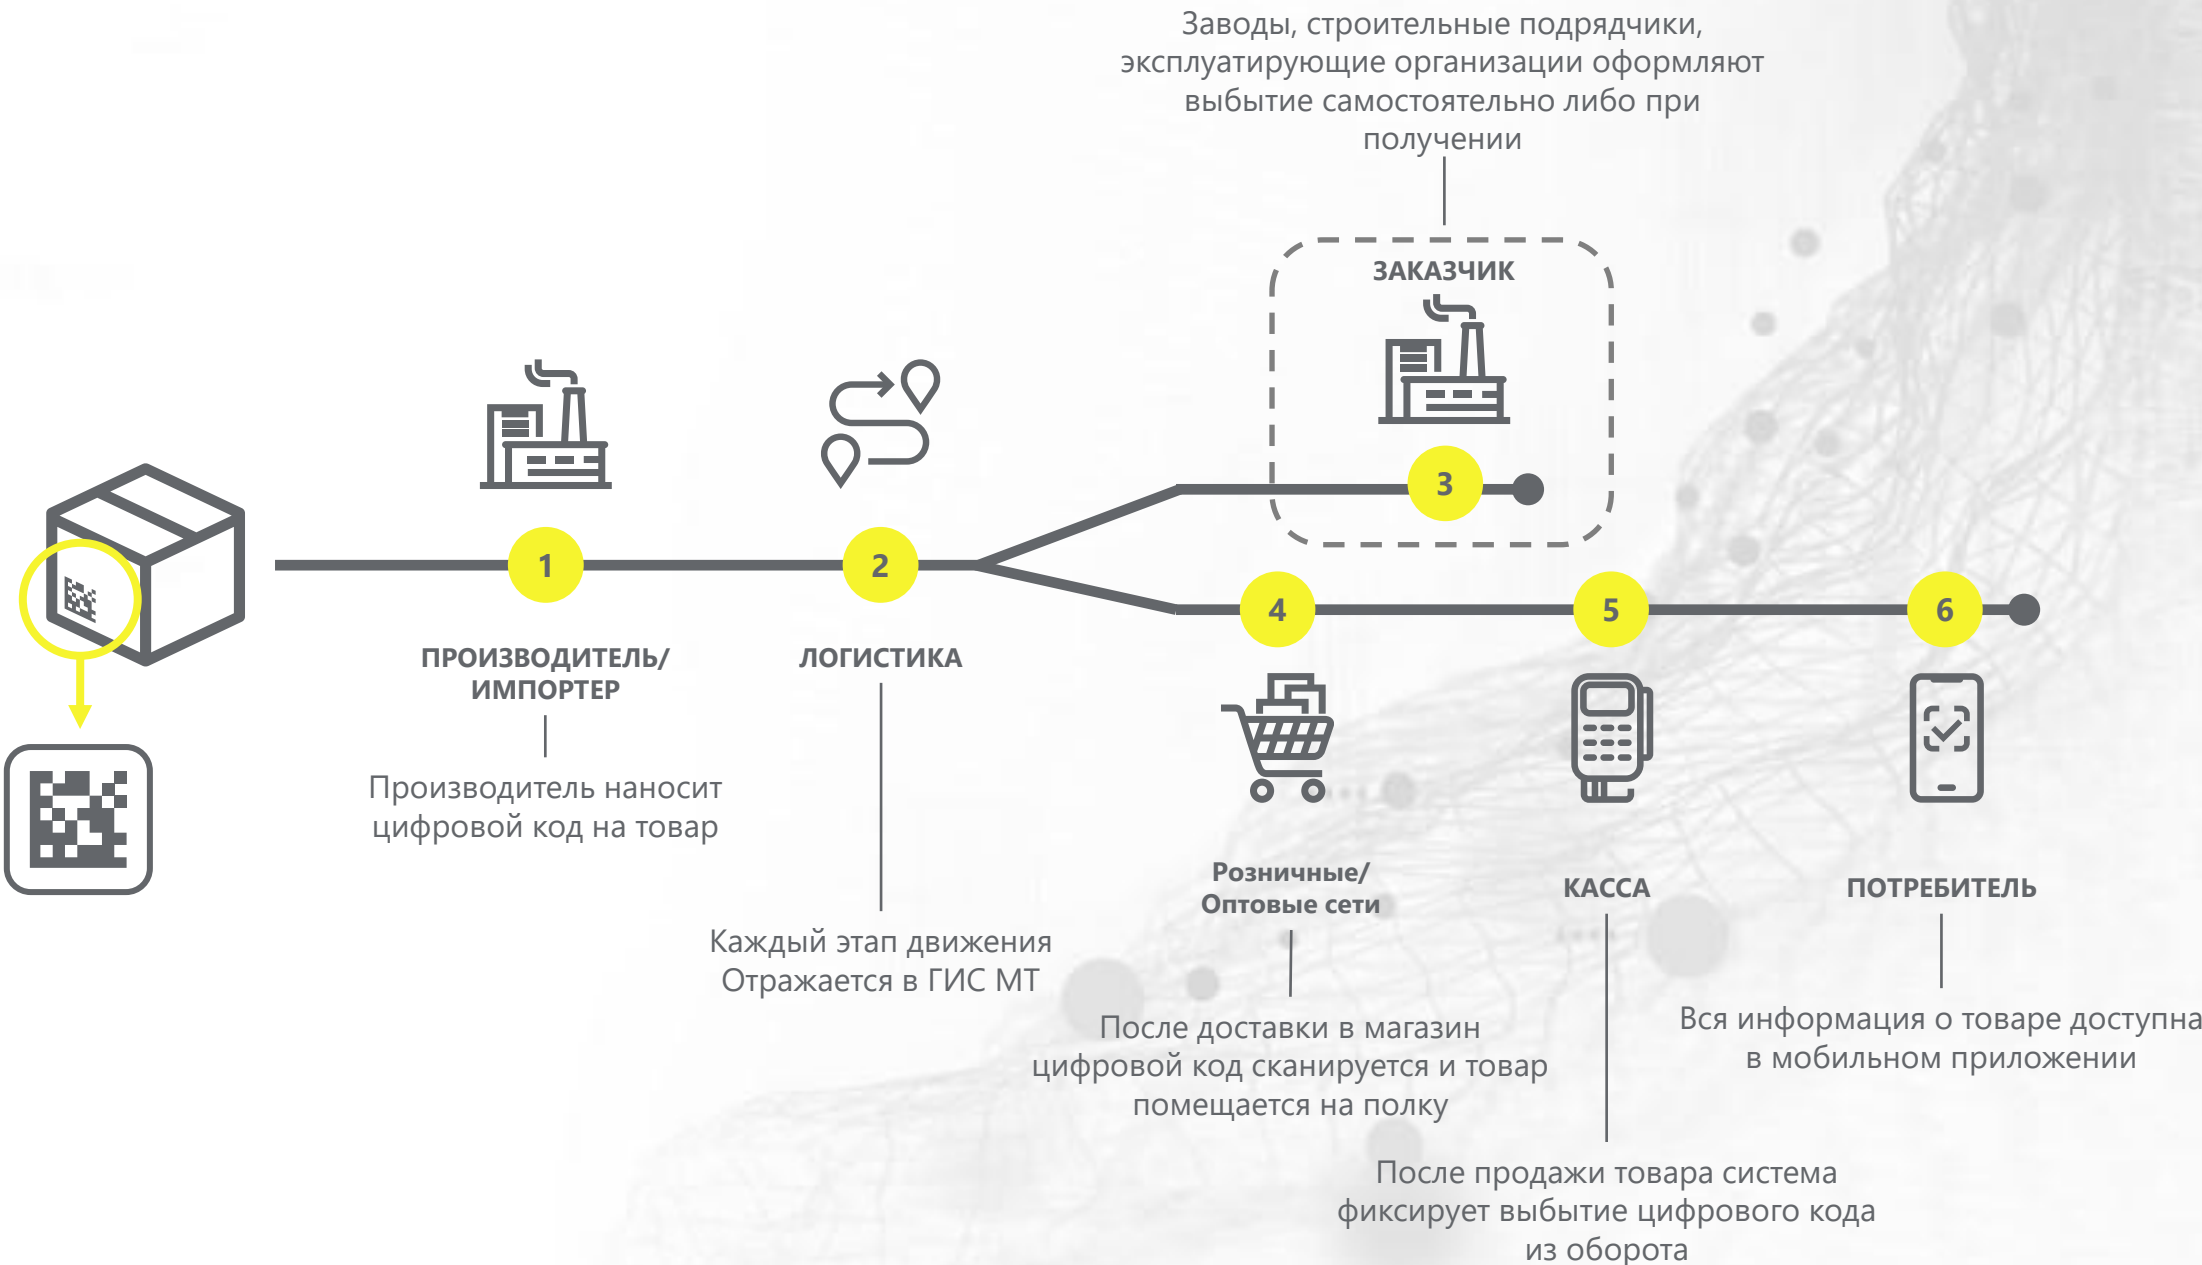 Заводы, строительные подрядчики,
эксплуатирующие организации оформляют
выбытие самостоятельно либо при
получении
ЗАКАЗЧИК
3
1
2
4
5
6
ПРОИЗВОДИТЕЛЬ/
ИМПОРТЕР
Производитель наносит
цифровой код на товар
ЛОГИСТИКА
Каждый этап движения
Отражается в ГИС МТ
Розничные/
Оптовые сети
После доставки в магазин
цифровой код сканируется и товар
помещается на полку
КАССА
После продажи товара система
фиксирует выбытие цифрового кода
из оборота
ПОТРЕБИТЕЛЬ
Вся информация о товаре доступна
в мобильном приложении